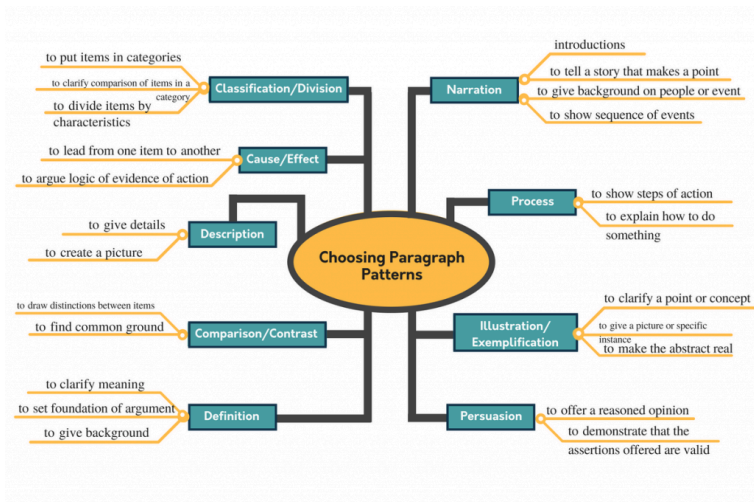 to put items in categories
to clarify comparison of items in a
category
to divide items by
characteristics
Classification/Division
to lead from one item to another
to argue logic of evidence of action
Cause/Effect
to give details
to create a picture
Description
to draw distinctions between items
to find common ground
Comparison/Contrast
to clarify meaning
to set foundation of argument
to give background
Definition
Choosing Paragraph
Patterns
Narration
introductions
to tell a story that makes a point
to give background on people or event
to show sequence of events
Process
to show steps of action
to explain how to do
something
Illustration/
Exemplification
to clarify a point or concept
to give a picture or specific
instance
to make the abstract real
Persuasion
to offer a reasoned opinion
to demonstrate that the
assertions offered are valid